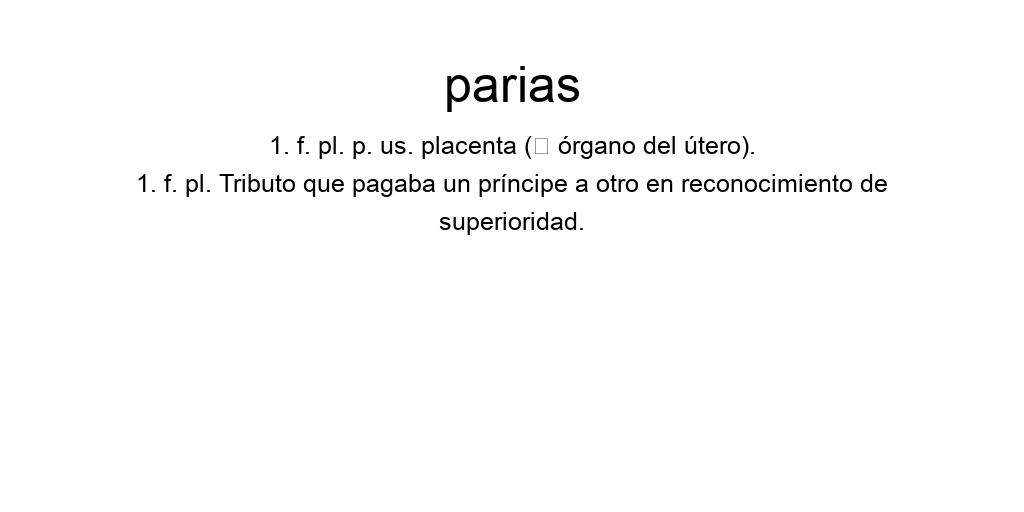 parias
1. f. pl. p. us. placenta (□ órgano del útero).
1. f. pl. Tributo que pagaba un príncipe a otro en reconocimiento de
superioridad.